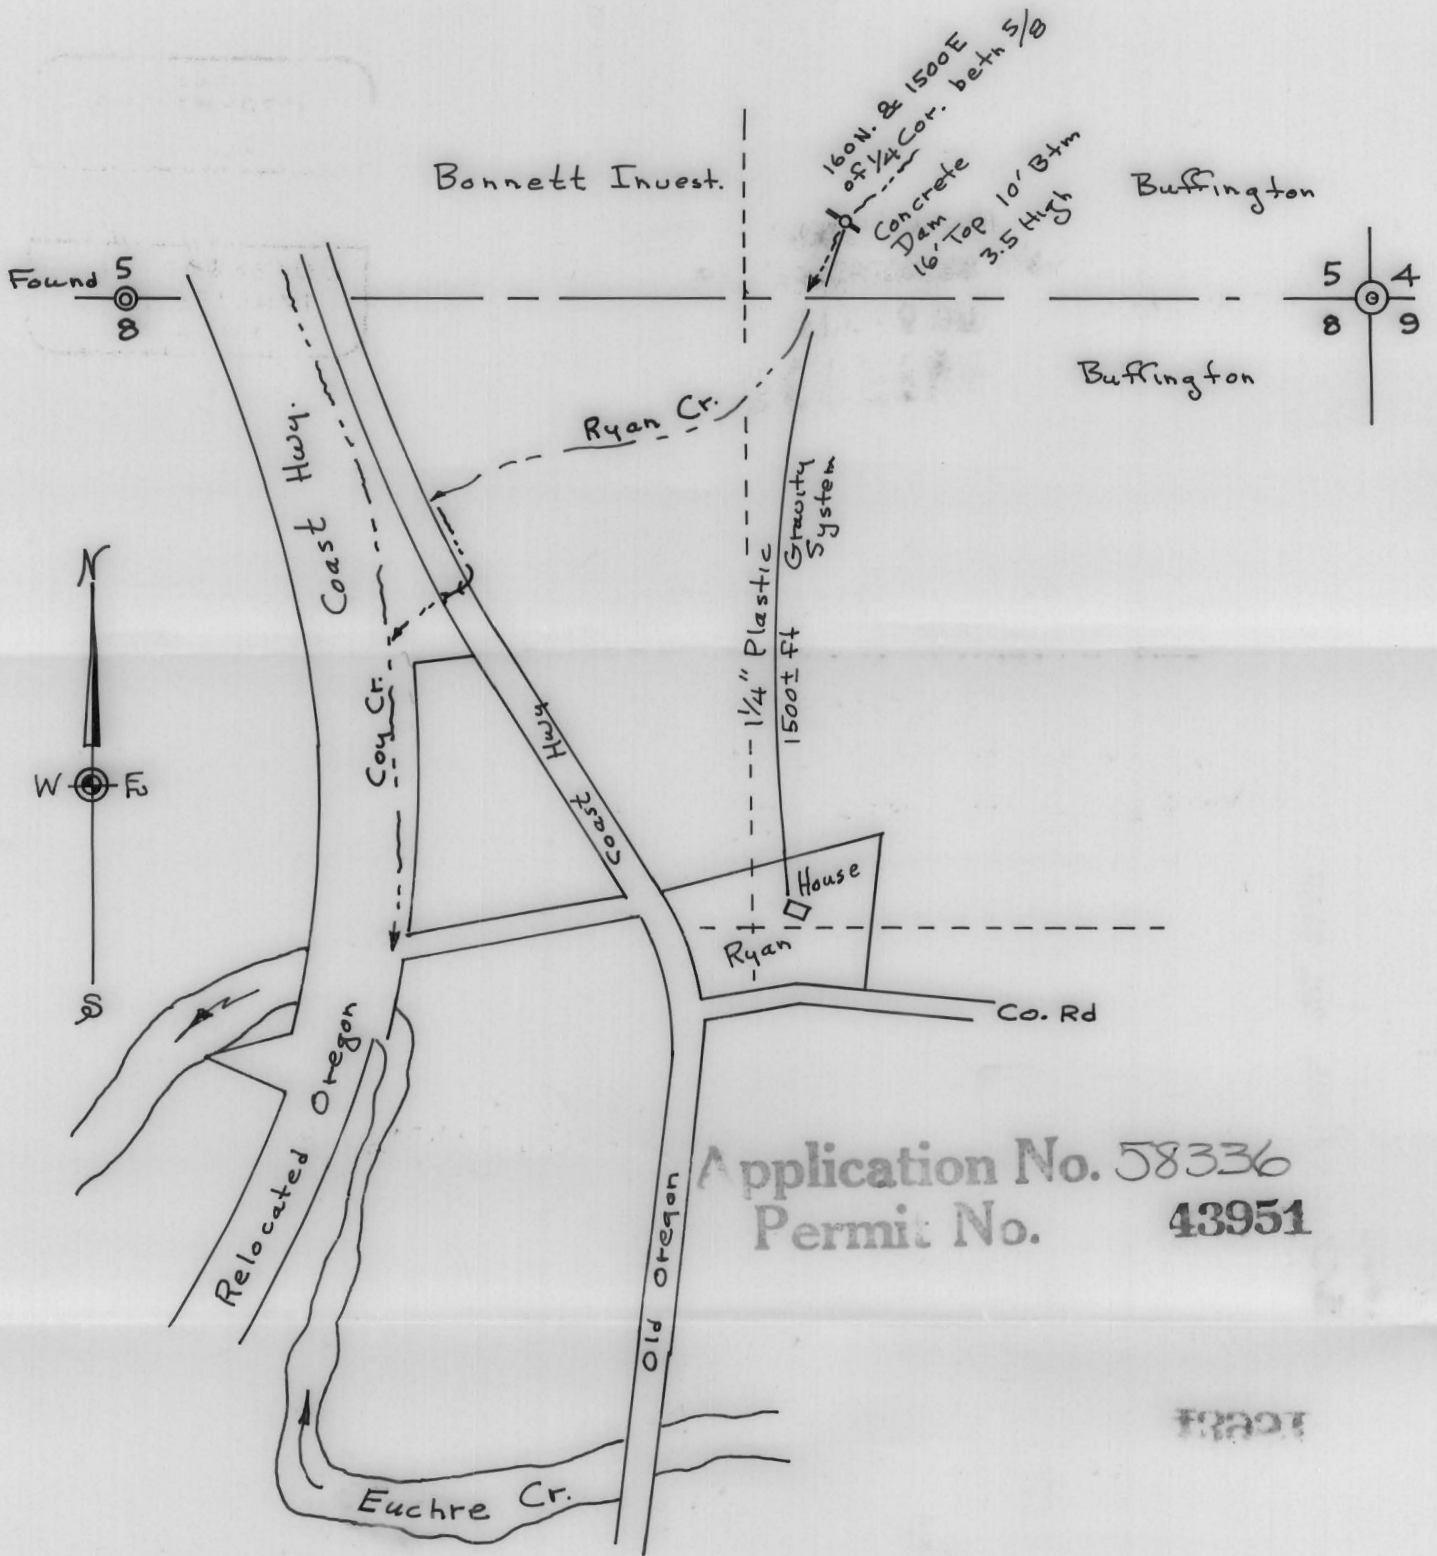 160 N. & 1500 E
of 1/4 Cor. betn 5/8
Concrete
Dam
16' Top 10' Btm
3.5 High
Bonnett Invest.
Buffington
Found
5
8
5 4
8 9
Buffington
Ryan Cr.
Coast Hwy.
Gravity
System
1 1/4" Plastic
1500± Ft
N
W E
S
Coy Cr.
Coast Hwy
House
Ryan
Co. Rd
Relocated Oregon
Old Oregon
Application No. 58336
Permit No. 43951
Euchre Cr.